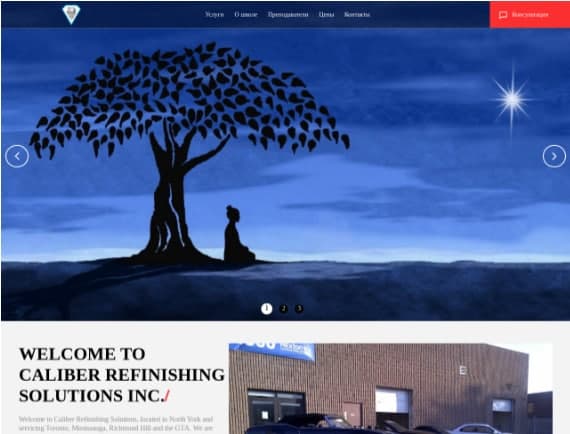 Услуги О школе Преподаватели Цены Контакты Консультация
1 2 3
WELCOME TO
CALIBER REFINISHING
SOLUTIONS INC./
Welcome to Caliber Refinishing Solutions, located in North York and
servicing Toronto, Mississauga, Richmond Hill and the GTA. We are